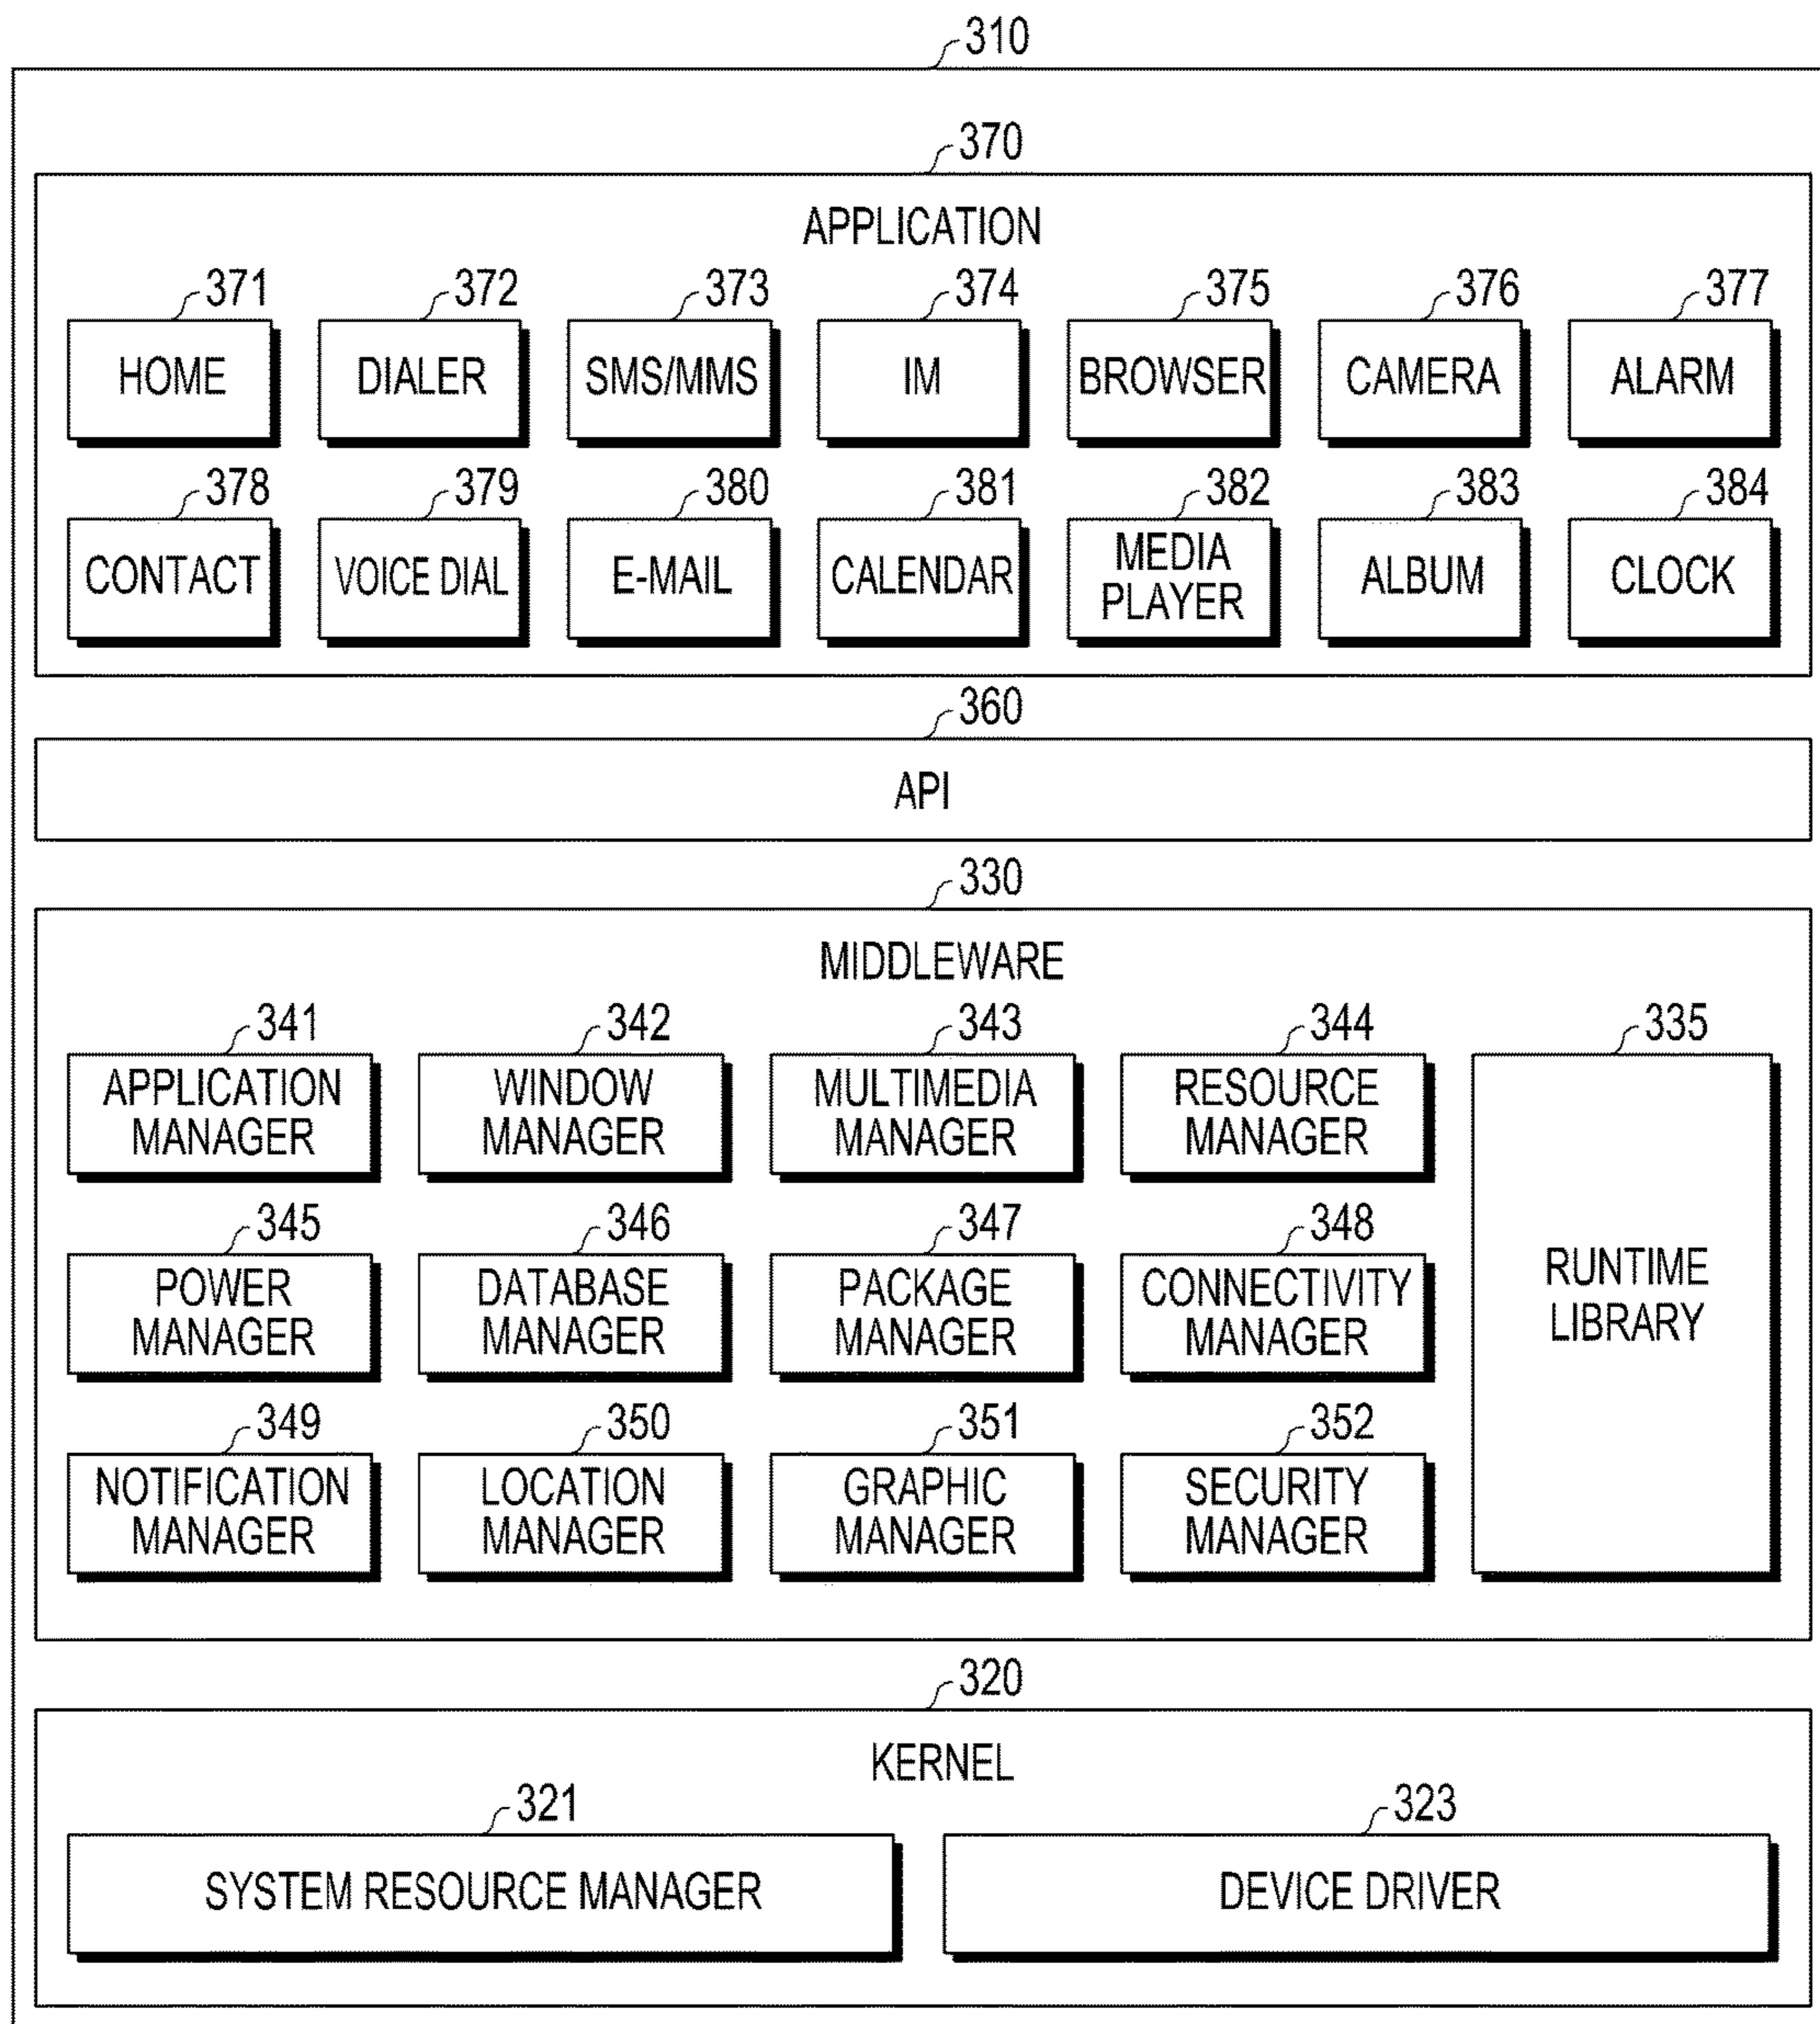 310
370
APPLICATION
371 372 373 374 375 376 377
HOME DIALER SMS/MMS IM BROWSER CAMERA ALARM
378 379 380 381 382 383 384
CONTACT VOICE DIAL E-MAIL CALENDAR MEDIA PLAYER ALBUM CLOCK
360
API
330
MIDDLEWARE
341 342 343 344 335
APPLICATION MANAGER WINDOW MANAGER MULTIMEDIA MANAGER RESOURCE MANAGER
345 346 347 348
POWER MANAGER DATABASE MANAGER PACKAGE MANAGER CONNECTIVITY MANAGER RUNTIME LIBRARY
349 350 351 352
NOTIFICATION MANAGER LOCATION MANAGER GRAPHIC MANAGER SECURITY MANAGER
320
KERNEL
321 323
SYSTEM RESOURCE MANAGER DEVICE DRIVER